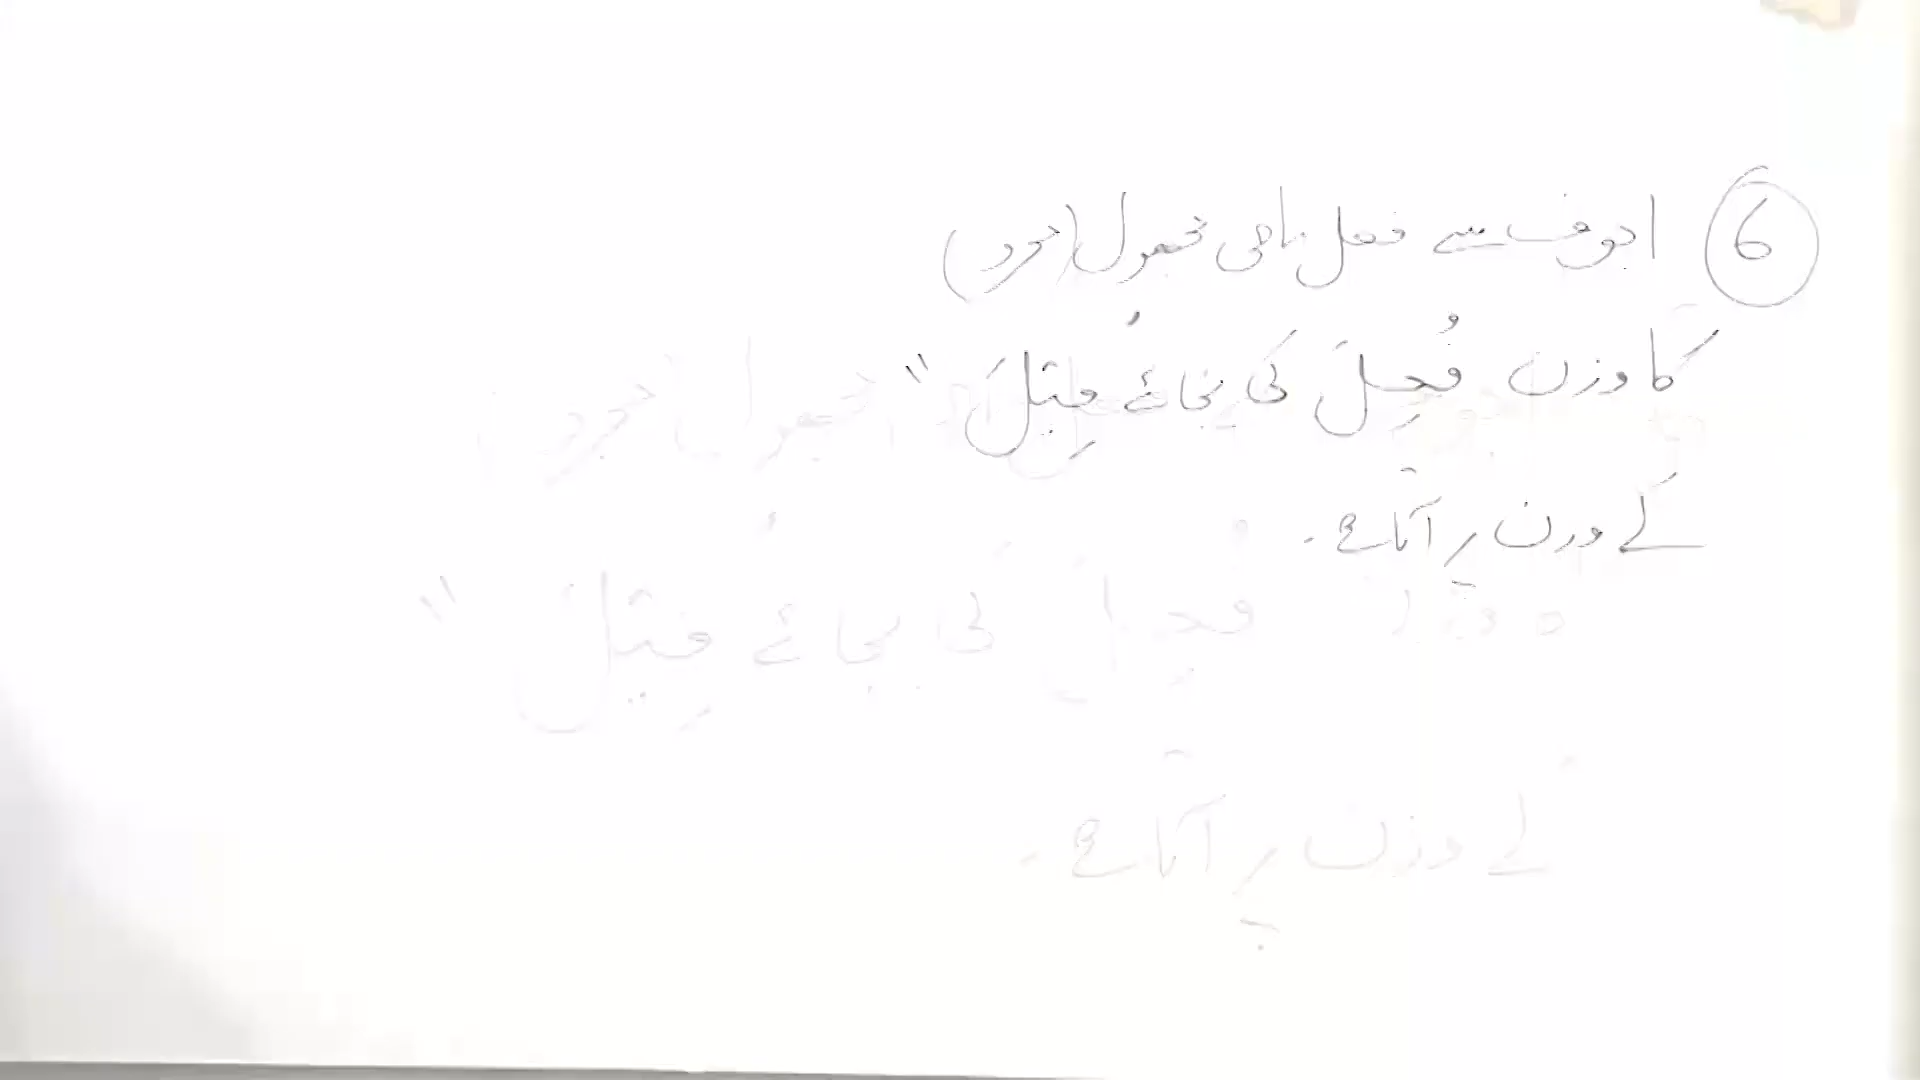 6 اجوف سے فعل ماضی مجہول (مجرد)
کا وزن فُعِلَ کی بجائے فِیْلَ "
کے وزن پر آتا ہے ۔